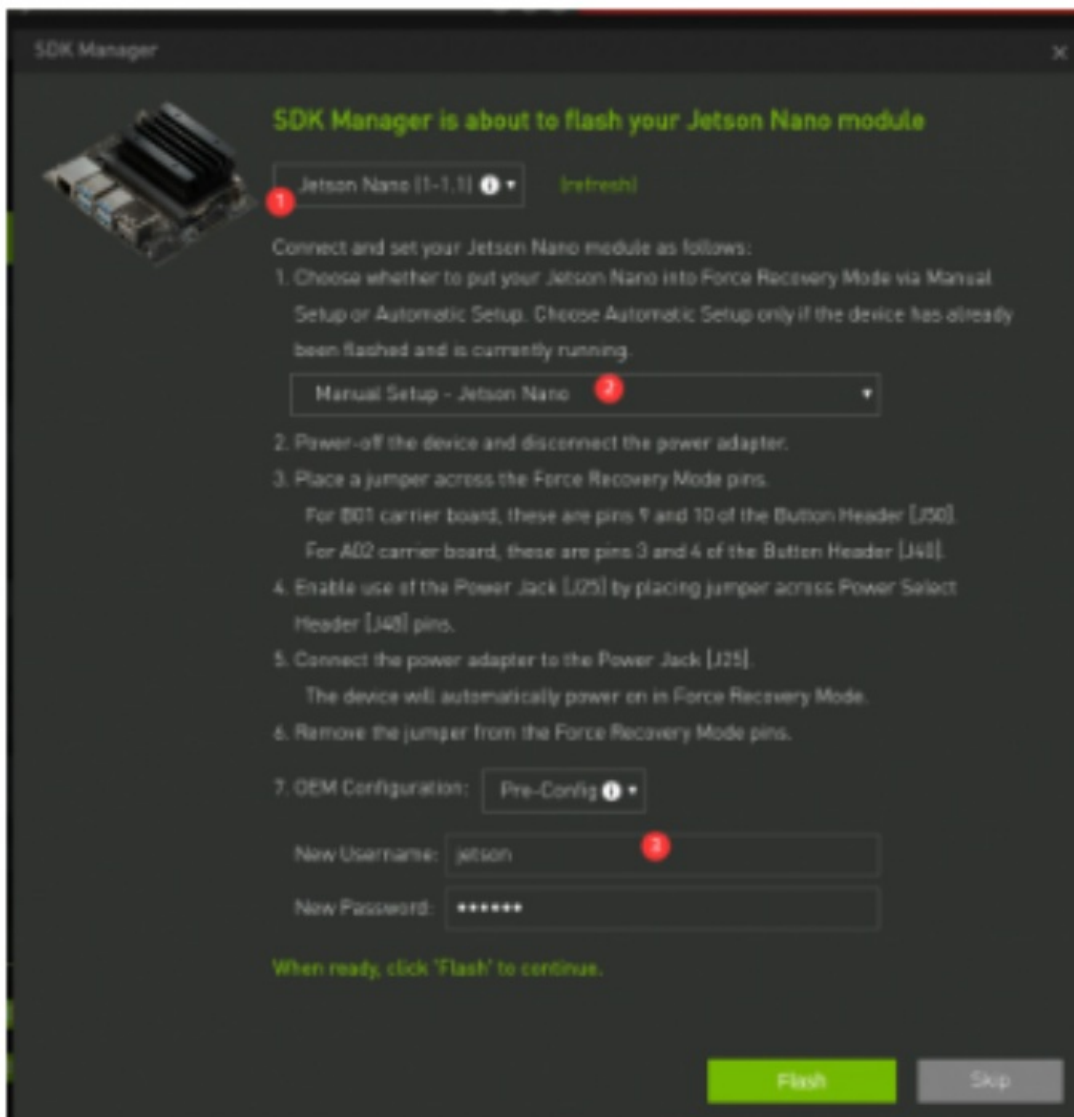 SDK Manager
SDK Manager is about to flash your Jetson Nano module
Jetson Nano [1-1.1] (refresh)
1
Connect and set your Jetson Nano module as follows:
1. Choose whether to put your Jetson Nano into Force Recovery Mode via Manual
Setup or Automatic Setup. Choose Automatic Setup only if the device has already
been flashed and is currently running.
Manual Setup - Jetson Nano 2
2. Power-off the device and disconnect the power adapter.
3. Place a jumper across the Force Recovery Mode pins.
For B01 carrier board, these are pins 9 and 10 of the Button Header [J50].
For A02 carrier board, these are pins 3 and 4 of the Button Header [J40].
4. Enable use of the Power Jack [J25] by placing jumper across Power Select
Header [J48] pins.
5. Connect the power adapter to the Power Jack [J25].
The device will automatically power on in Force Recovery Mode.
6. Remove the jumper from the Force Recovery Mode pins.
7. OEM Configuration: Pre-Config
New Username: jetson 3
New Password: ••••••
When ready, click 'Flash' to continue.
Flash Skip